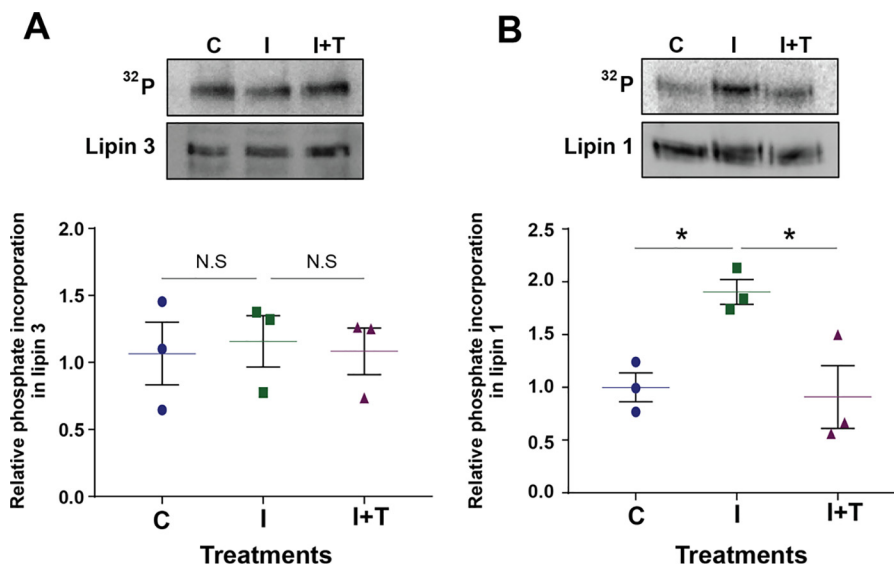 A
C I I+T
32P
Lipin 3
Relative phosphate incorporation
in lipin 3
2.0
1.5
1.0
0.5
0.0
N.S N.S
C I I+T
Treatments
B
C I I+T
32P
Lipin 1
Relative phosphate incorporation
in lipin 1
2.5
2.0
1.5
1.0
0.5
0.0
* *
C I I+T
Treatments